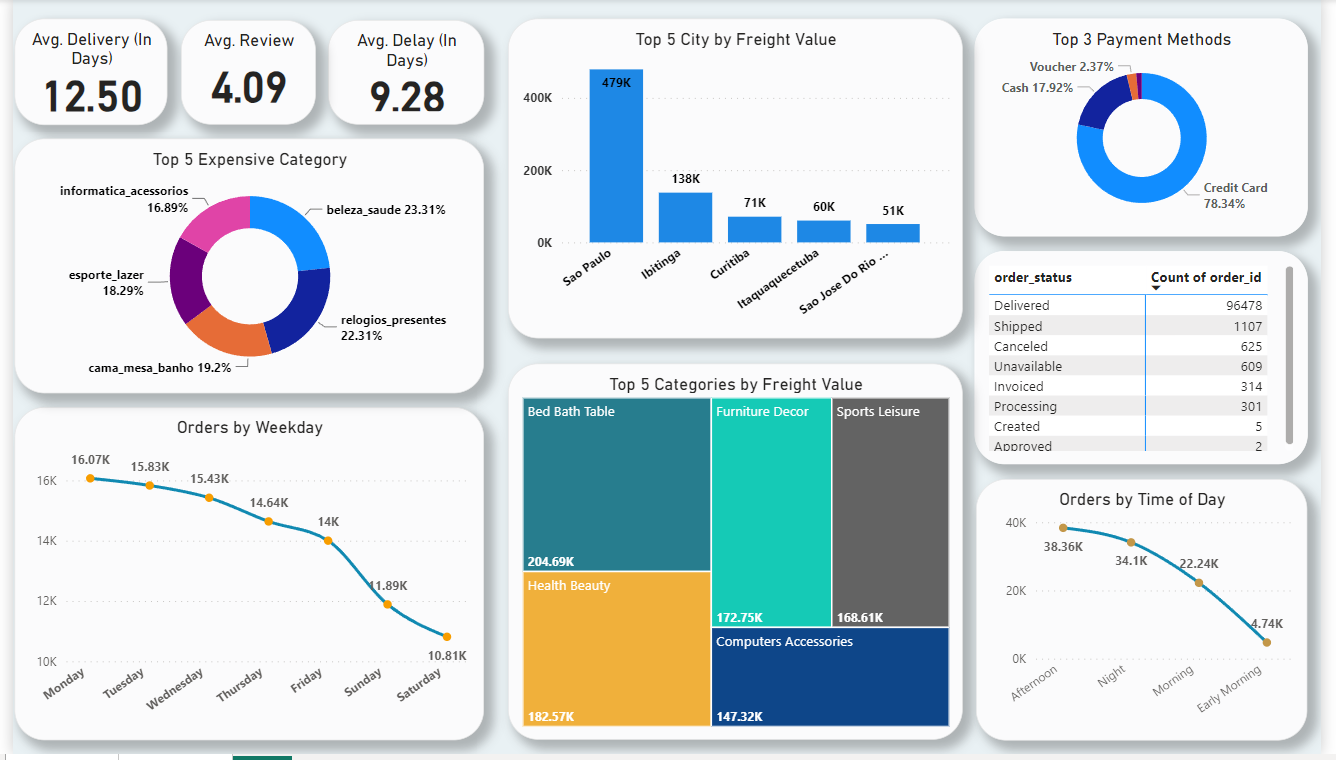 Avg. Delivery (In
Days)
12.50
Avg. Review
4.09
Avg. Delay (In
Days)
9.28
Top 5 Expensive Category
informatica_acessorios
16.89%
beleza_saude 23.31%
esporte_lazer
18.29%
relogios_presentes
22.31%
cama_mesa_banho 19.2%
Orders by Weekday
16K
14K
12K
10K
16.07K
15.83K
15.43K
14.64K
14K
11.89K
10.81K
Monday
Tuesday
Wednesday
Thursday
Friday
Sunday
Saturday
Top 5 City by Freight Value
400K
200K
0K
479K
138K
71K
60K
51K
Sao Paulo
Ibitinga
Curitiba
Itaquaquecetuba
Sao Jose Do Rio ...
Top 5 Categories by Freight Value
Bed Bath Table
204.69K
Furniture Decor
172.75K
Sports Leisure
168.61K
Health Beauty
182.57K
Computers Accessories
147.32K
Top 3 Payment Methods
Voucher 2.37%
Cash 17.92%
Credit Card
78.34%
order_status Count of order_id
Delivered 96478
Shipped 1107
Canceled 625
Unavailable 609
Invoiced 314
Processing 301
Created 5
Approved 2
Orders by Time of Day
40K
20K
0K
38.36K
34.1K
22.24K
4.74K
Afternoon
Night
Morning
Early Morning